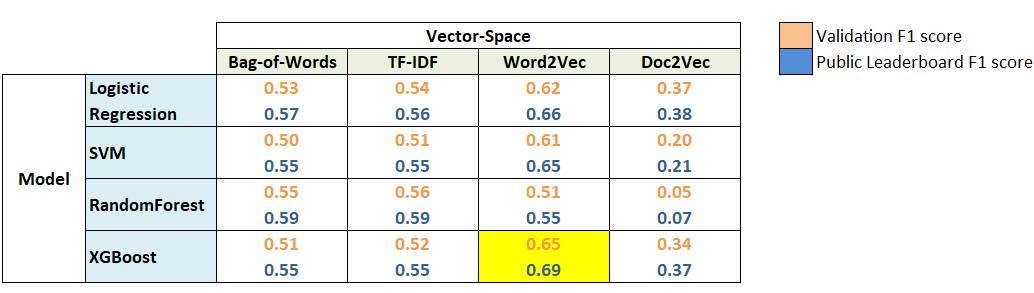 Vector-Space
Validation F1 score
Public Leaderboard F1 score
Bag-of-Words TF-IDF Word2Vec Doc2Vec
Model
Logistic Regression
0.53 0.54 0.62 0.37
0.57 0.56 0.66 0.38
SVM
0.50 0.51 0.61 0.20
0.55 0.55 0.65 0.21
RandomForest
0.55 0.56 0.51 0.05
0.59 0.59 0.55 0.07
XGBoost
0.51 0.52 0.65 0.34
0.55 0.55 0.69 0.37